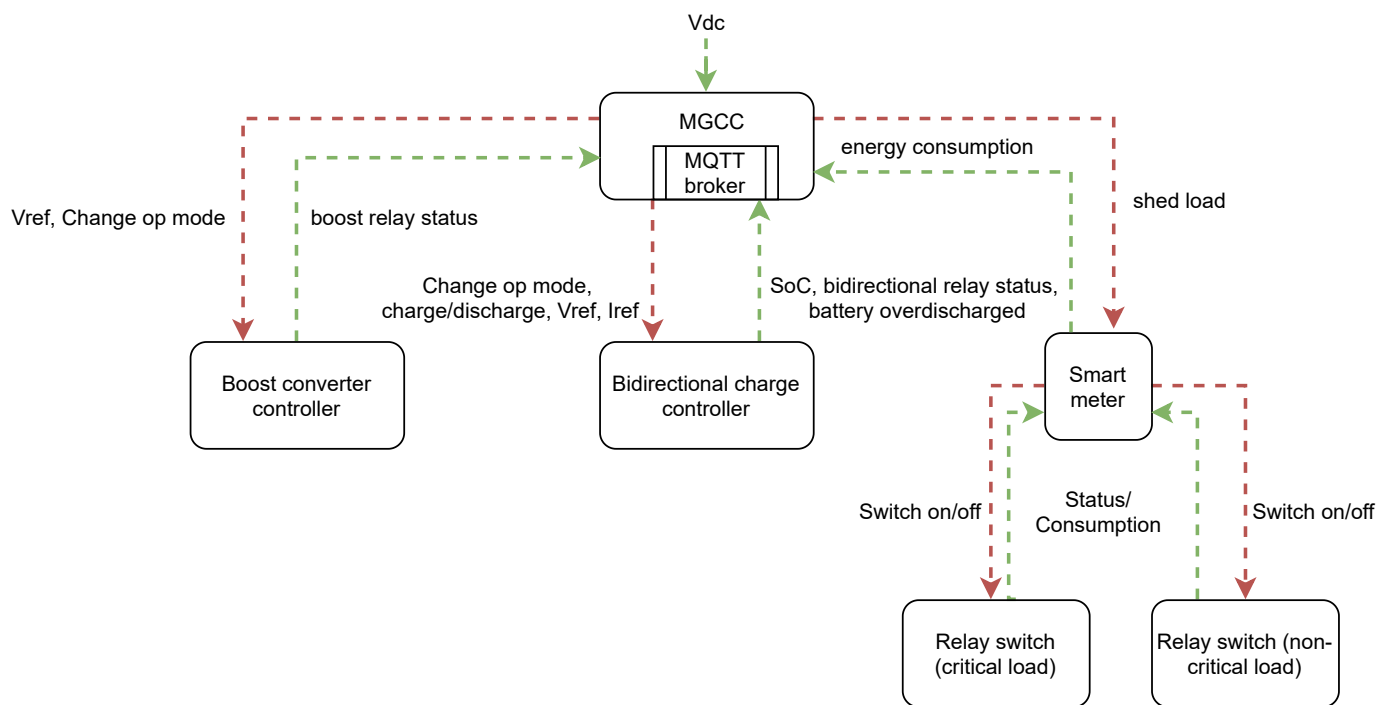 Vdc
MGCC
MQTT
broker
energy consumption
Vref, Change op mode
boost relay status
shed load
Change op mode,
charge/discharge, Vref, Iref
SoC, bidirectional relay status,
battery overdischarged
Boost converter
controller
Bidirectional charge
controller
Smart
meter
Switch on/off
Status/
Consumption
Switch on/off
Relay switch
(critical load)
Relay switch (non-
critical load)